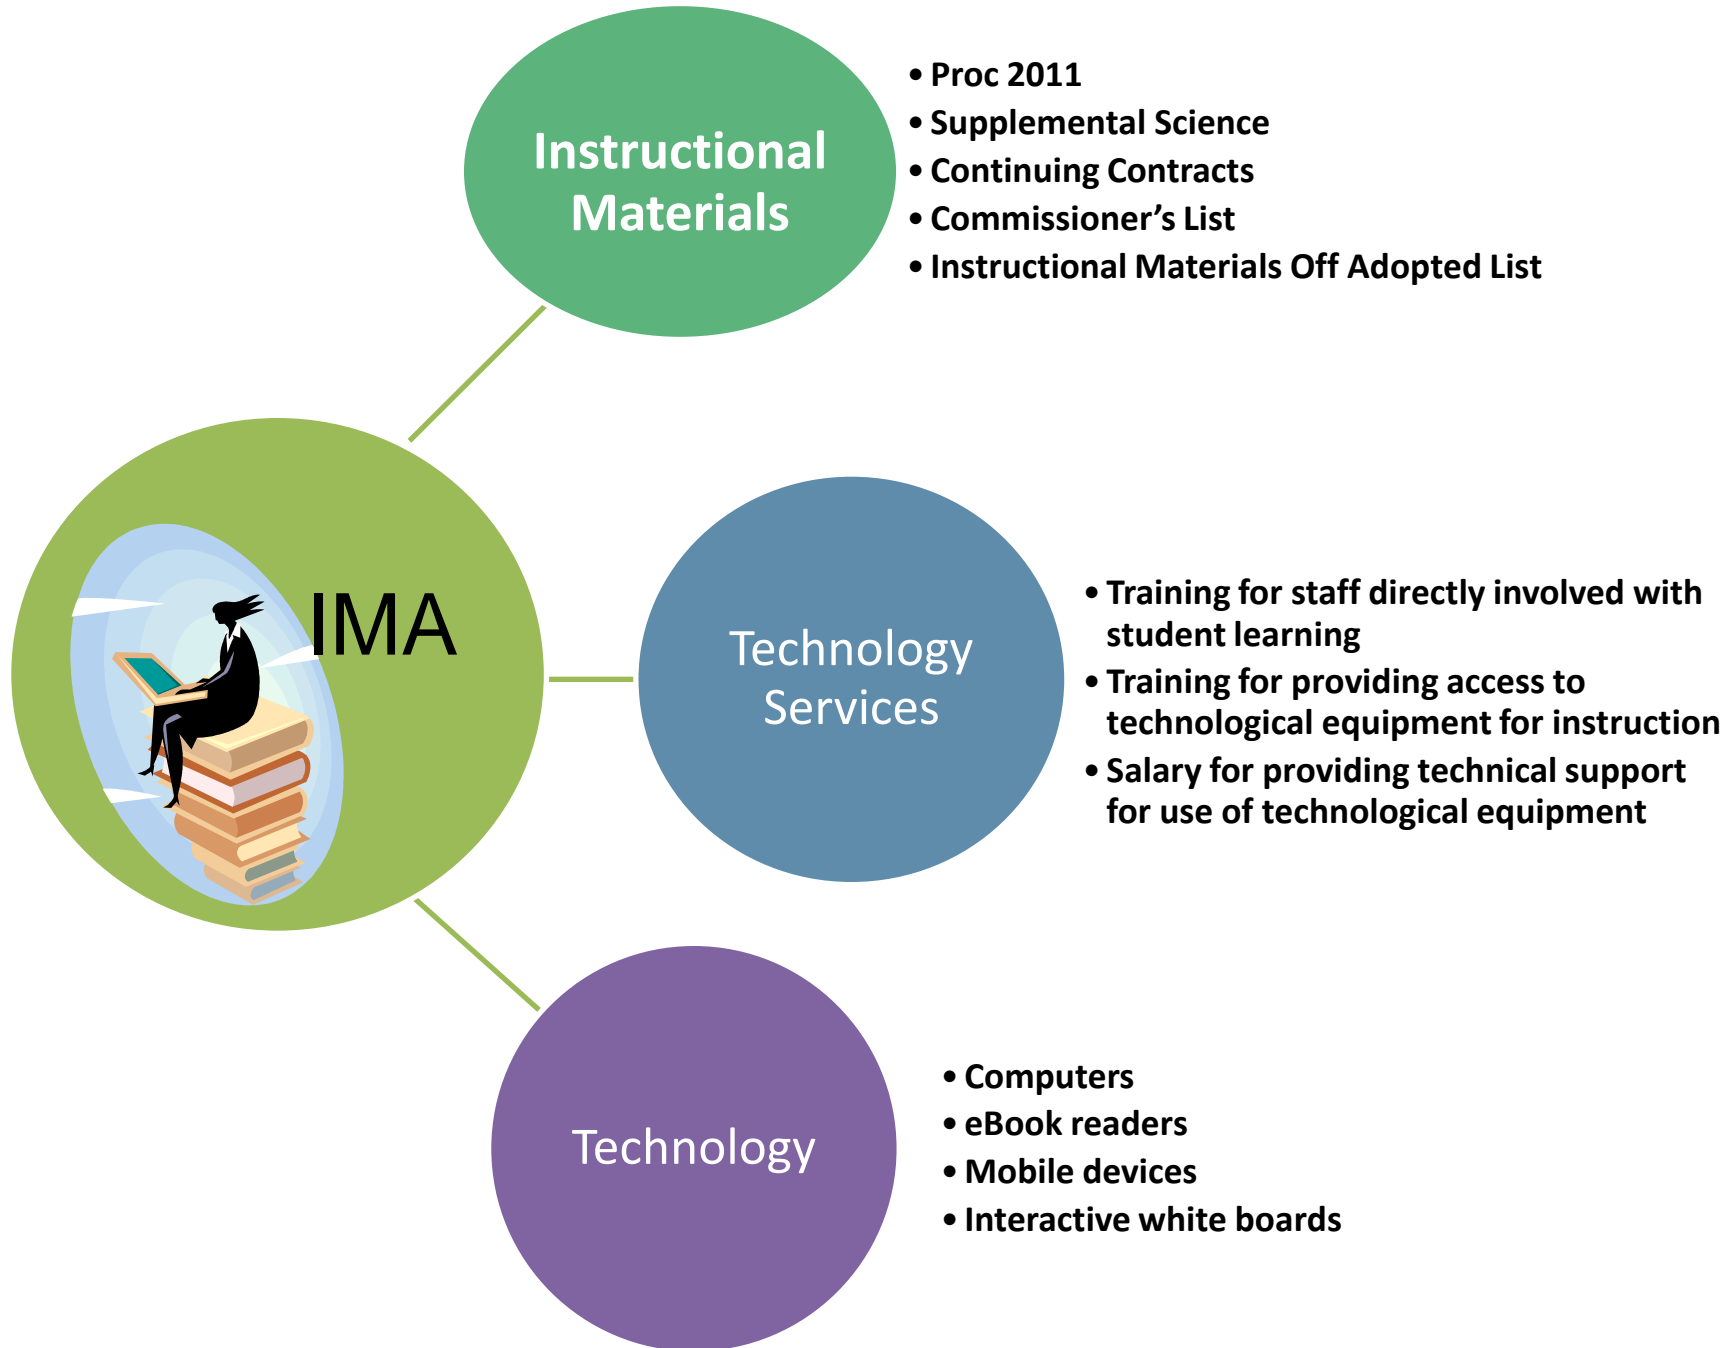 Instructional
Materials
• Proc 2011
• Supplemental Science
• Continuing Contracts
• Commissioner’s List
• Instructional Materials Off Adopted List
IMA
Technology
Services
• Training for staff directly involved with
student learning
• Training for providing access to
technological equipment for instruction
• Salary for providing technical support
for use of technological equipment
Technology
• Computers
• eBook readers
• Mobile devices
• Interactive white boards